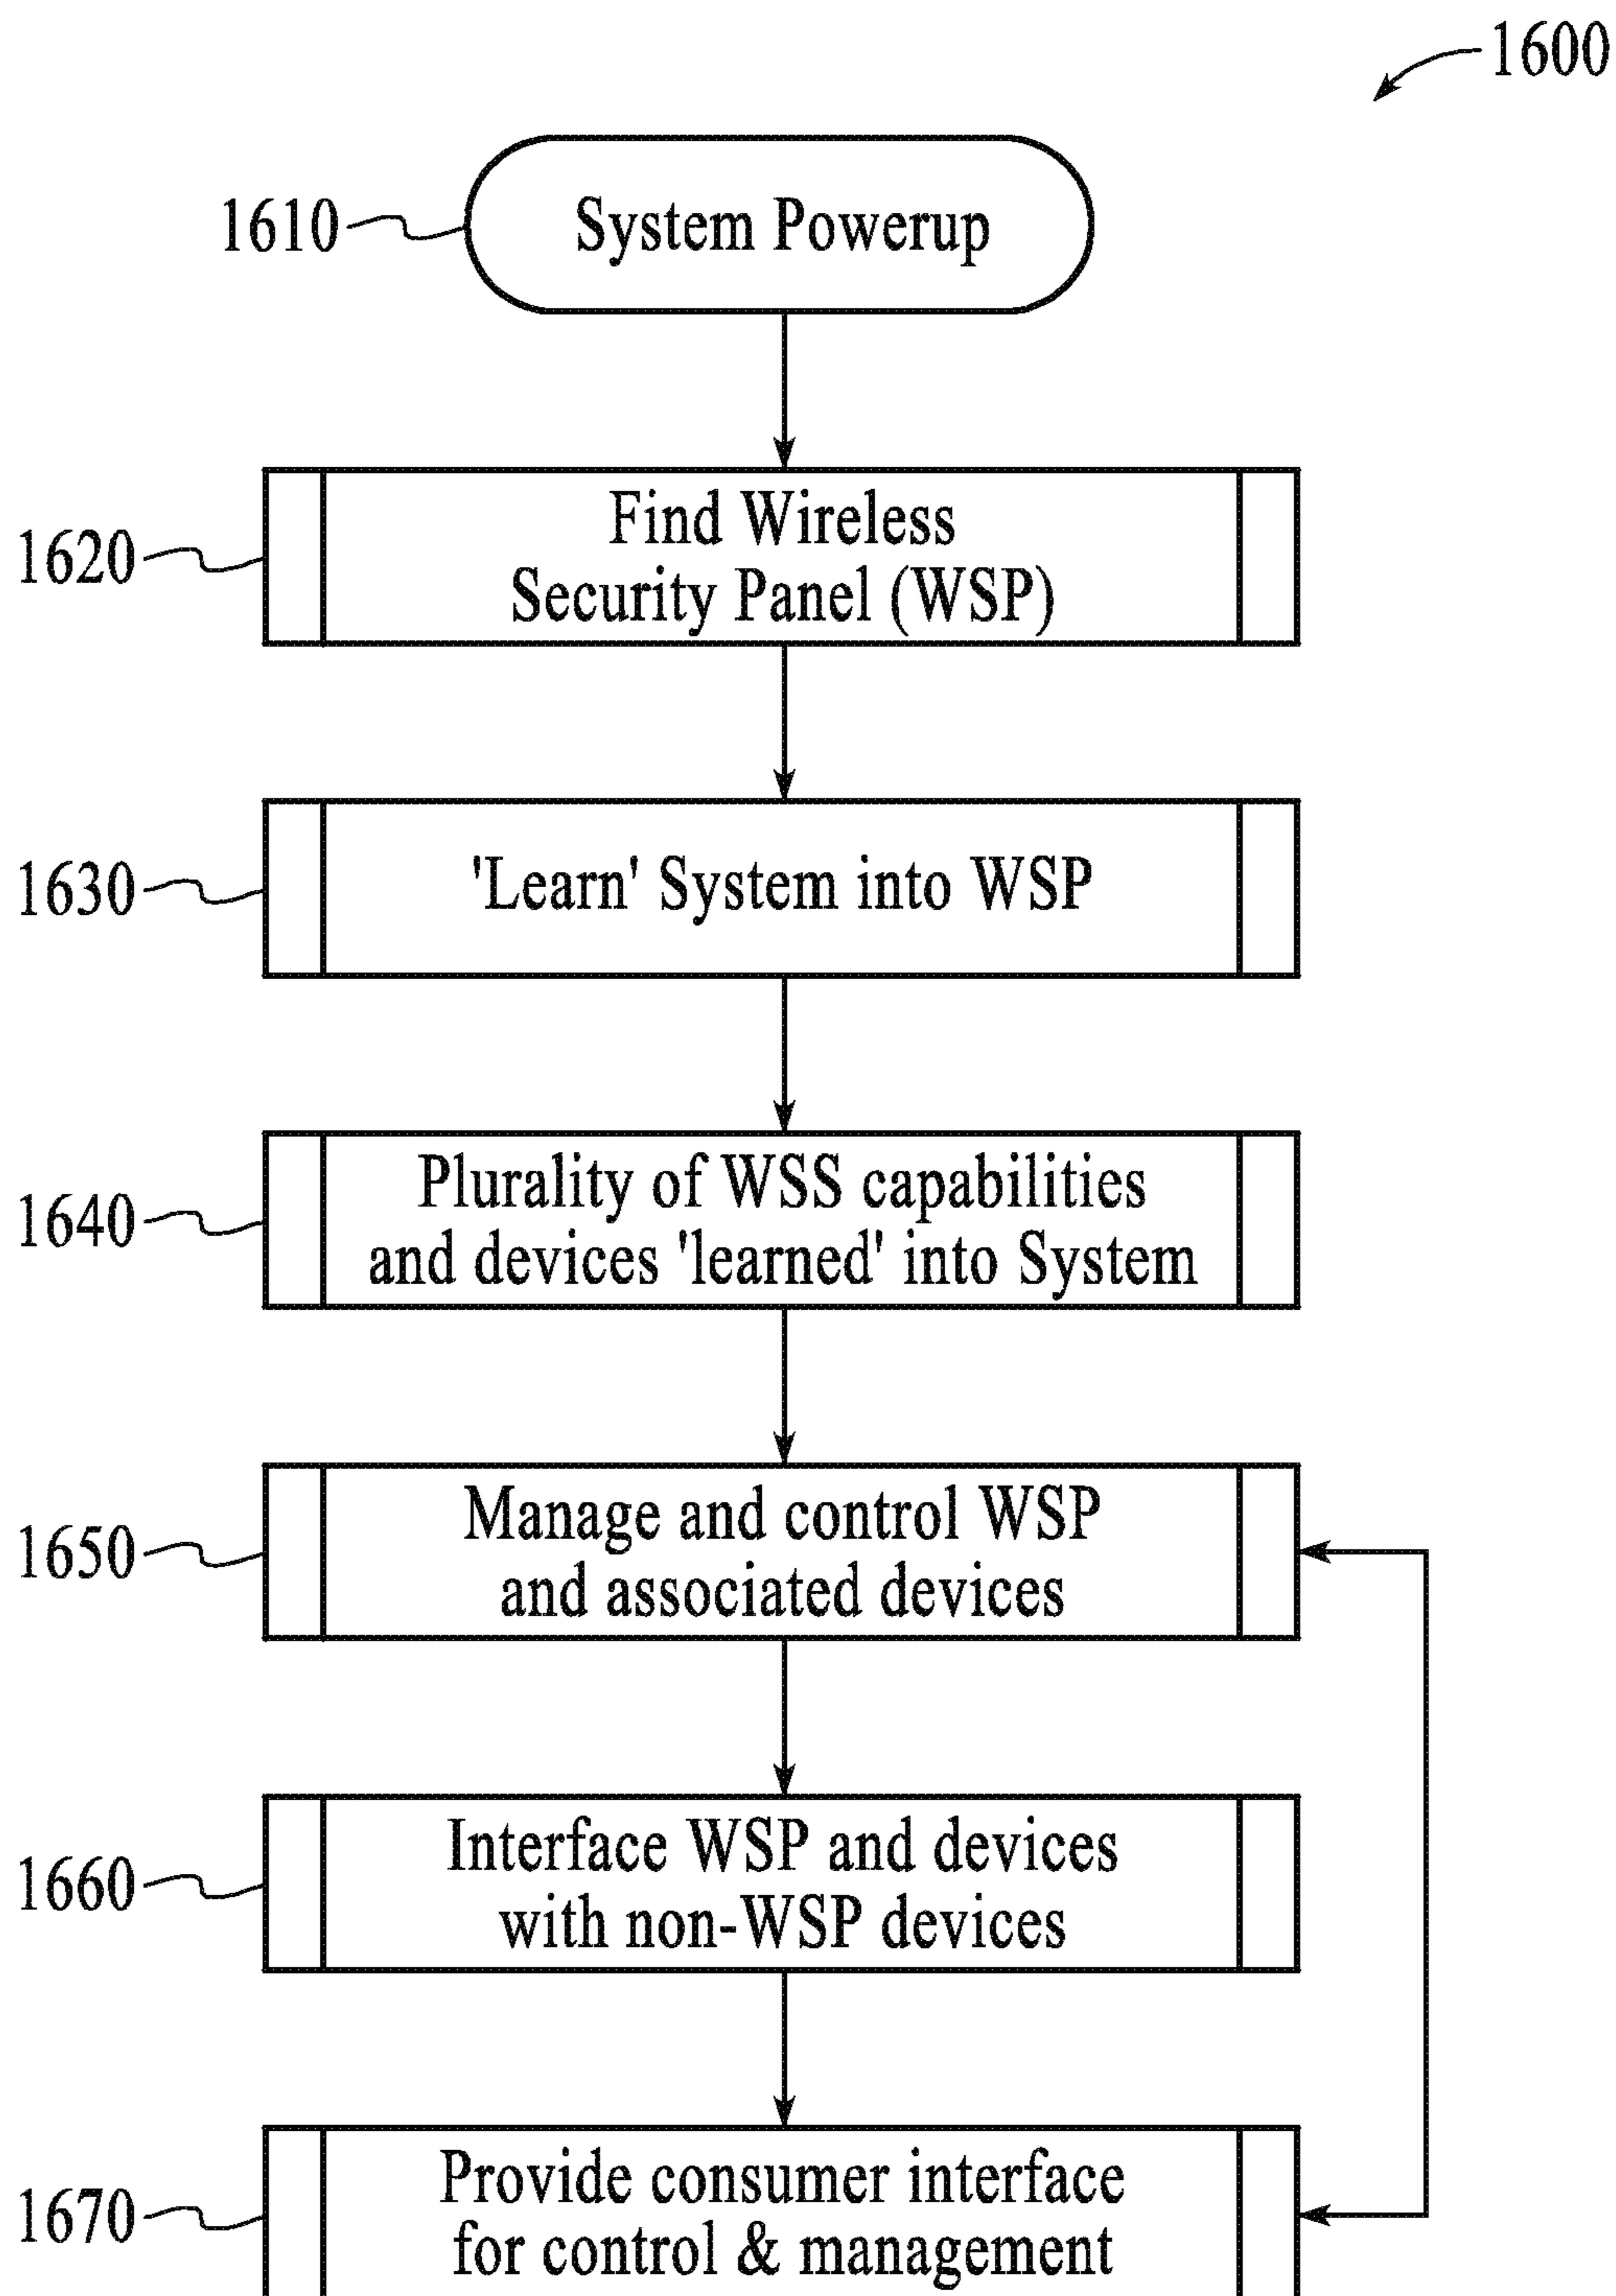 1600
1610
System Powerup
1620
Find Wireless
Security Panel (WSP)
1630
'Learn' System into WSP
1640
Plurality of WSS capabilities
and devices 'learned' into System
1650
Manage and control WSP
and associated devices
1660
Interface WSP and devices
with non-WSP devices
1670
Provide consumer interface
for control & management